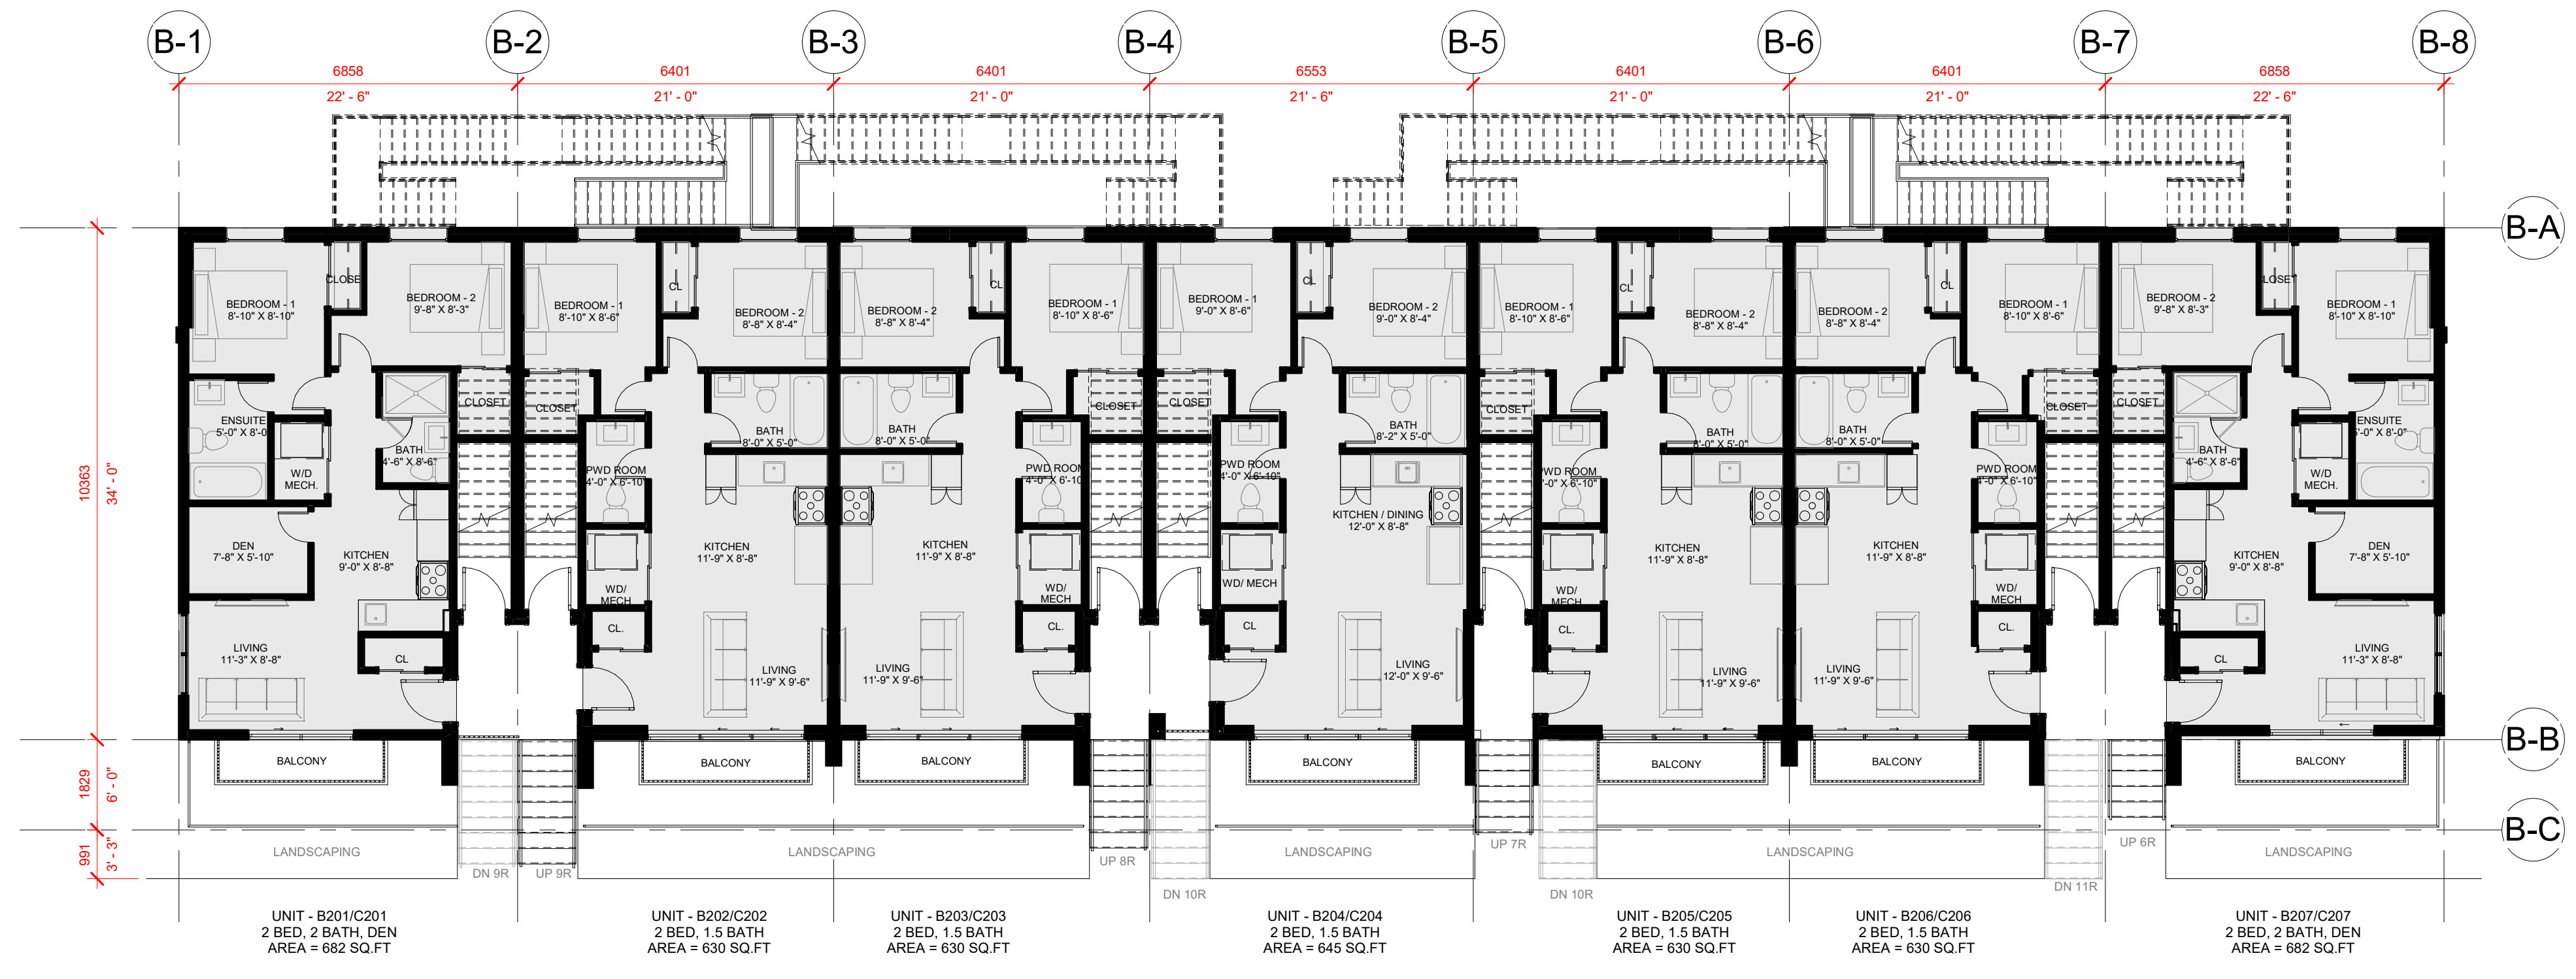 B-1 B-2 B-3 B-4 B-5 B-6 B-7 B-8
6858 6401 6401 6553 6401 6401 6858
22' - 6" 21' - 0" 21' - 0" 21' - 6" 21' - 0" 21' - 0" 22' - 6"
B-A
B-B
B-C
10363
34' - 0"
1829
6' - 0"
991
3' - 3"
BEDROOM - 1
8'-10" X 8'-10"
CLOSET
BEDROOM - 2
9'-8" X 8'-3"
ENSUITE
5'-0" X 8'-0"
W/D
MECH.
BATH
4'-6" X 8'-6"
CLOSET
DEN
7'-8" X 5'-10"
KITCHEN
9'-0" X 8'-8"
LIVING
11'-3" X 8'-8"
CL
BALCONY
LANDSCAPING
DN 9R
UP 9R
BEDROOM - 1
8'-10" X 8'-6"
CL
BEDROOM - 2
8'-8" X 8'-4"
CLOSET
BATH
8'-0" X 5'-0"
PWD ROOM
4'-0" X 6'-10"
WD/
MECH
CL.
KITCHEN
11'-9" X 8'-8"
LIVING
11'-9" X 9'-6"
BALCONY
LANDSCAPING
BEDROOM - 2
8'-8" X 8'-4"
CL
BEDROOM - 1
8'-10" X 8'-6"
BATH
8'-0" X 5'-0"
CLOSET
PWD ROOM
4'-0" X 6'-10
KITCHEN
11'-9" X 8'-8"
WD/
MECH
CL.
LIVING
11'-9" X 9'-6"
BALCONY
UP 8R
DN 10R
BEDROOM - 1
9'-0" X 8'-6"
CL
BEDROOM - 2
9'-0" X 8'-4"
CLOSET
BATH
8'-2" X 5'-0"
PWD ROOM
4'-0" X 6'-10"
KITCHEN / DINING
12'-0" X 8'-8"
WD/ MECH
CL
LIVING
12'-0" X 9'-6"
BALCONY
LANDSCAPING
UP 7R
DN 10R
BEDROOM - 1
8'-10" X 8'-6"
CL
BEDROOM - 2
8'-8" X 8'-4"
CLOSET
BATH
8'-0" X 5'-0"
PWD ROOM
4'-0" X 6'-10"
KITCHEN
11'-9" X 8'-8"
WD/
MECH
CL.
LIVING
11'-9" X 9'-6"
BALCONY
LANDSCAPING
BEDROOM - 2
8'-8" X 8'-4"
CL
BEDROOM - 1
8'-10" X 8'-6"
BATH
8'-0" X 5'-0"
CLOSET
PWD ROOM
4'-0" X 6'-10"
KITCHEN
11'-9" X 8'-8"
WD/
MECH
CL.
LIVING
11'-9" X 9'-6"
BALCONY
DN 11R
UP 6R
BEDROOM - 2
9'-8" X 8'-3"
CLOSET
BEDROOM - 1
8'-10" X 8'-10"
CLOSET
BATH
4'-6" X 8'-6"
ENSUITE
5'-0" X 8'-0"
W/D
MECH.
KITCHEN
9'-0" X 8'-8"
DEN
7'-8" X 5'-10"
CL
LIVING
11'-3" X 8'-8"
BALCONY
LANDSCAPING
UNIT - B201/C201
2 BED, 2 BATH, DEN
AREA = 682 SQ.FT
UNIT - B202/C202
2 BED, 1.5 BATH
AREA = 630 SQ.FT
UNIT - B203/C203
2 BED, 1.5 BATH
AREA = 630 SQ.FT
UNIT - B204/C204
2 BED, 1.5 BATH
AREA = 645 SQ.FT
UNIT - B205/C205
2 BED, 1.5 BATH
AREA = 630 SQ.FT
UNIT - B206/C206
2 BED, 1.5 BATH
AREA = 630 SQ.FT
UNIT - B207/C207
2 BED, 2 BATH, DEN
AREA = 682 SQ.FT